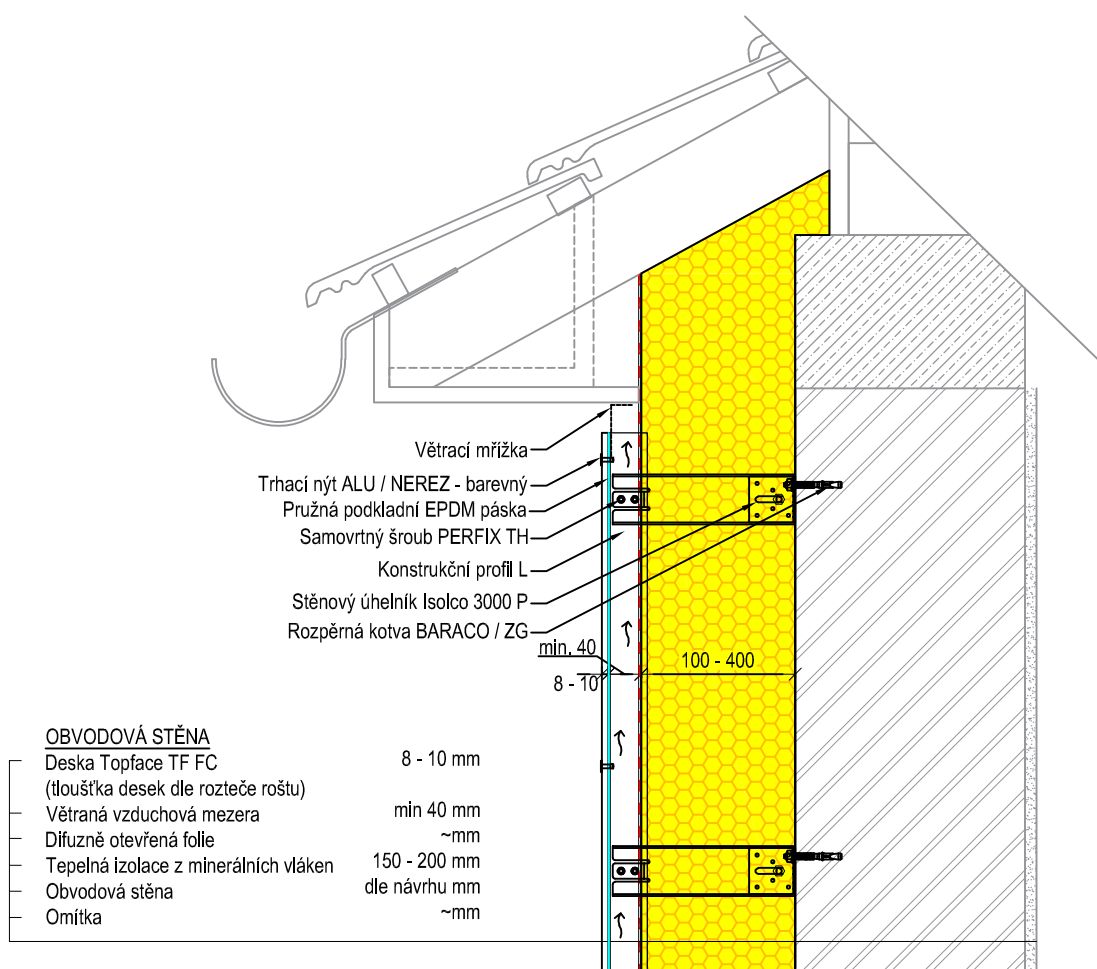 Větrací mřížka
Trhací nýt ALU / NEREZ - barevný
Pružná podkladní EPDM páska
Samovrtný šroub PERFIX TH
Konstrukční profil L
Stěnový úhelník Isolco 3000 P
Rozpěrná kotva BARACO / ZG
min. 40
8 - 10
100 - 400
OBVODOVÁ STĚNA
Deska Topface TF FC 8 - 10 mm
(tloušťka desek dle rozteče roštu)
Větraná vzduchová mezera min 40 mm
Difuzně otevřená folie ~mm
Tepelná izolace z minerálních vláken 150 - 200 mm
Obvodová stěna dle návrhu mm
Omítka ~mm